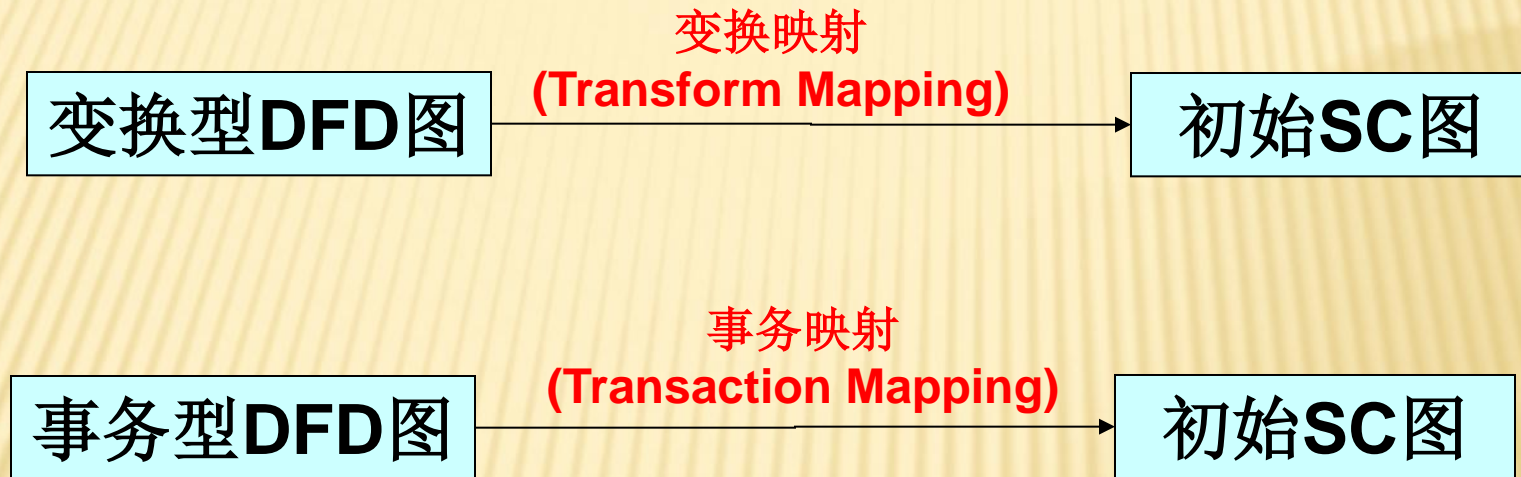 变换映射
(Transform Mapping)
变换型DFD图
初始SC图
事务映射
(Transaction Mapping)
事务型DFD图
初始SC图